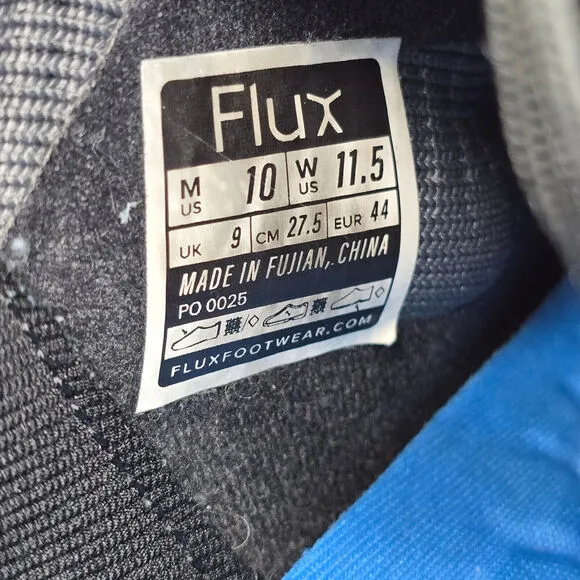 Flux
M US 10 W US 11.5
UK 9 CM 27.5 EUR 44
MADE IN FUJIAN, CHINA
PO 0025
FLUXFOOTWEAR.COM